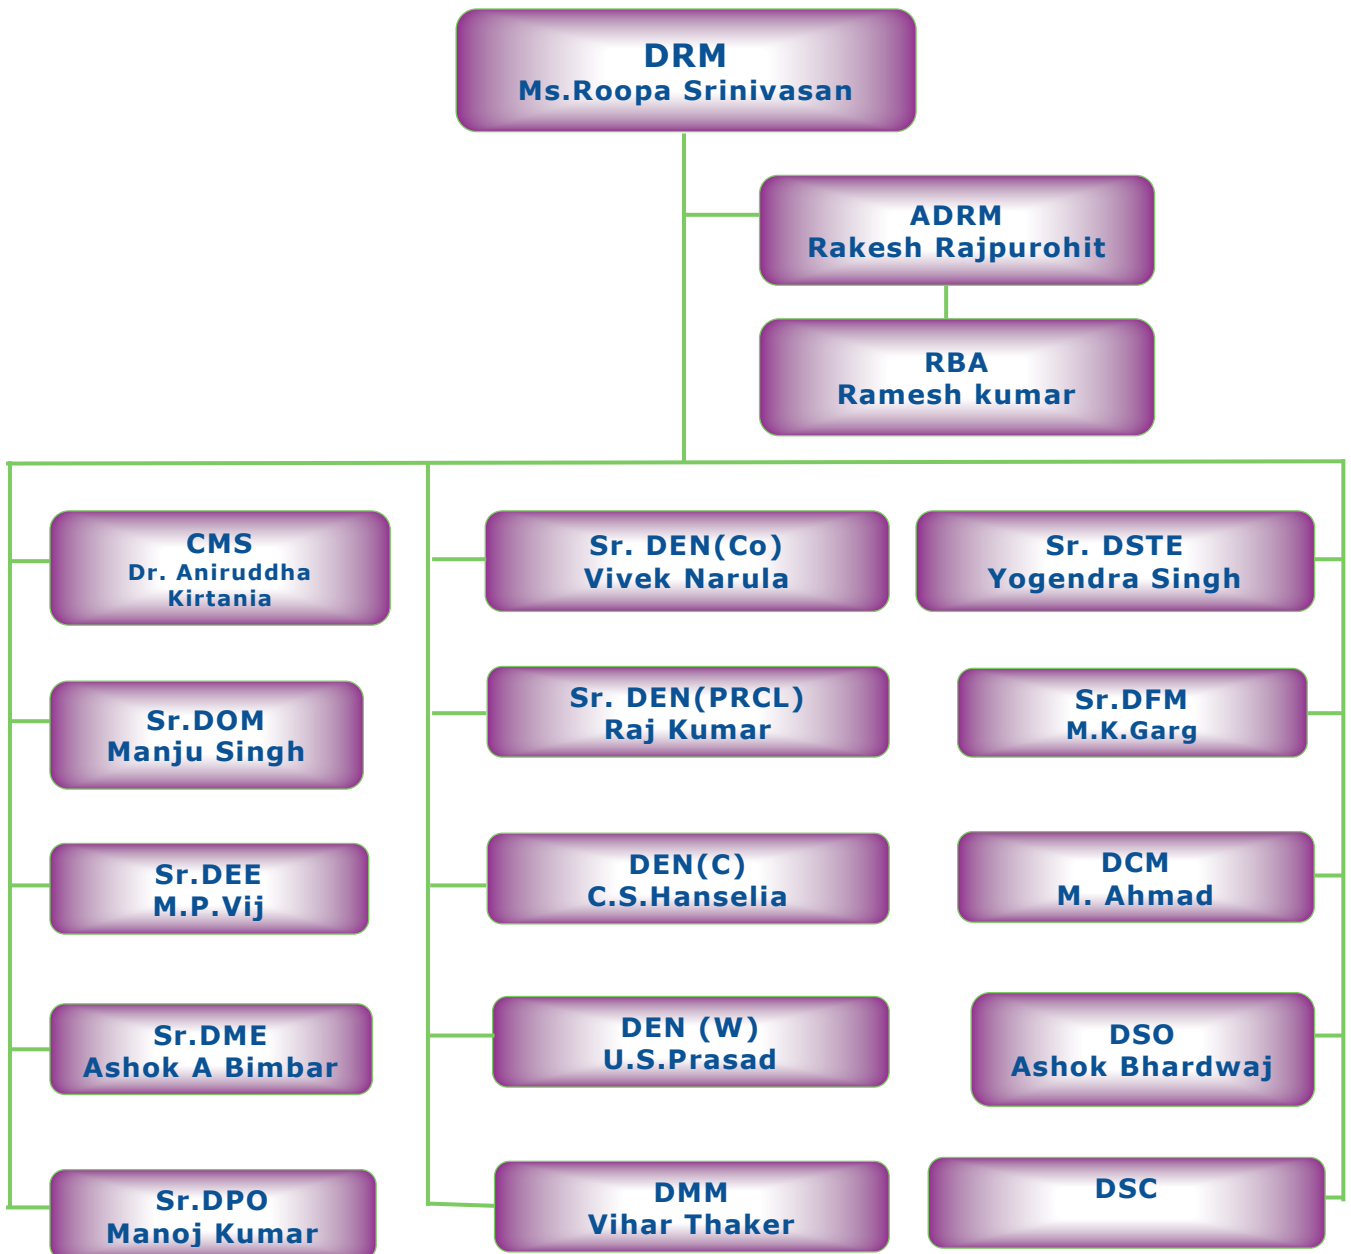 DRM
Ms.Roopa Srinivasan
ADRM
Rakesh Rajpurohit
RBA
Ramesh kumar
CMS
Dr. Aniruddha
Kirtania
Sr. DEN(Co)
Vivek Narula
Sr. DSTE
Yogendra Singh
Sr.DOM
Manju Singh
Sr. DEN(PRCL)
Raj Kumar
Sr.DFM
M.K.Garg
Sr.DEE
M.P.Vij
DEN(C)
C.S.Hanselia
DCM
M. Ahmad
Sr.DME
Ashok A Bimbar
DEN (W)
U.S.Prasad
DSO
Ashok Bhardwaj
Sr.DPO
Manoj Kumar
DMM
Vihar Thaker
DSC